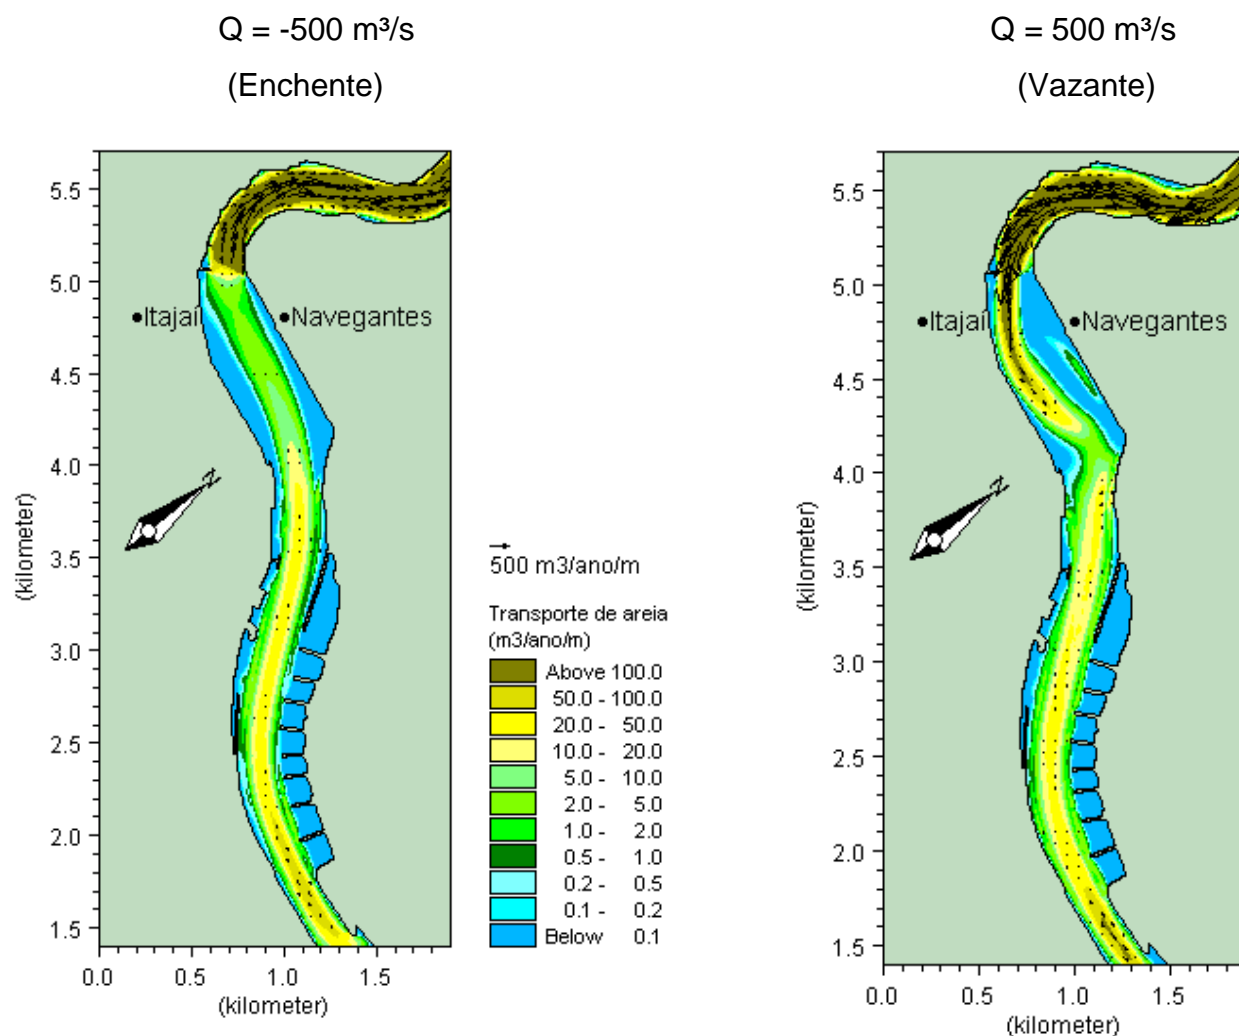 Q = -500 m³/s
(Enchente)
5.5
5.0
4.5
4.0
3.5
3.0
2.5
2.0
1.5
(kilometer)
Itajaí
Navegantes
N
0.0 0.5 1.0 1.5
(kilometer)
500 m3/ano/m
Transporte de areia
(m3/ano/m)
Above 100.0
50.0 - 100.0
20.0 - 50.0
10.0 - 20.0
5.0 - 10.0
2.0 - 5.0
1.0 - 2.0
0.5 - 1.0
0.2 - 0.5
0.1 - 0.2
Below 0.1
Q = 500 m³/s
(Vazante)
5.5
5.0
4.5
4.0
3.5
3.0
2.5
2.0
1.5
(kilometer)
Itajaí
Navegantes
N
0.0 0.5 1.0 1.5
(kilometer)